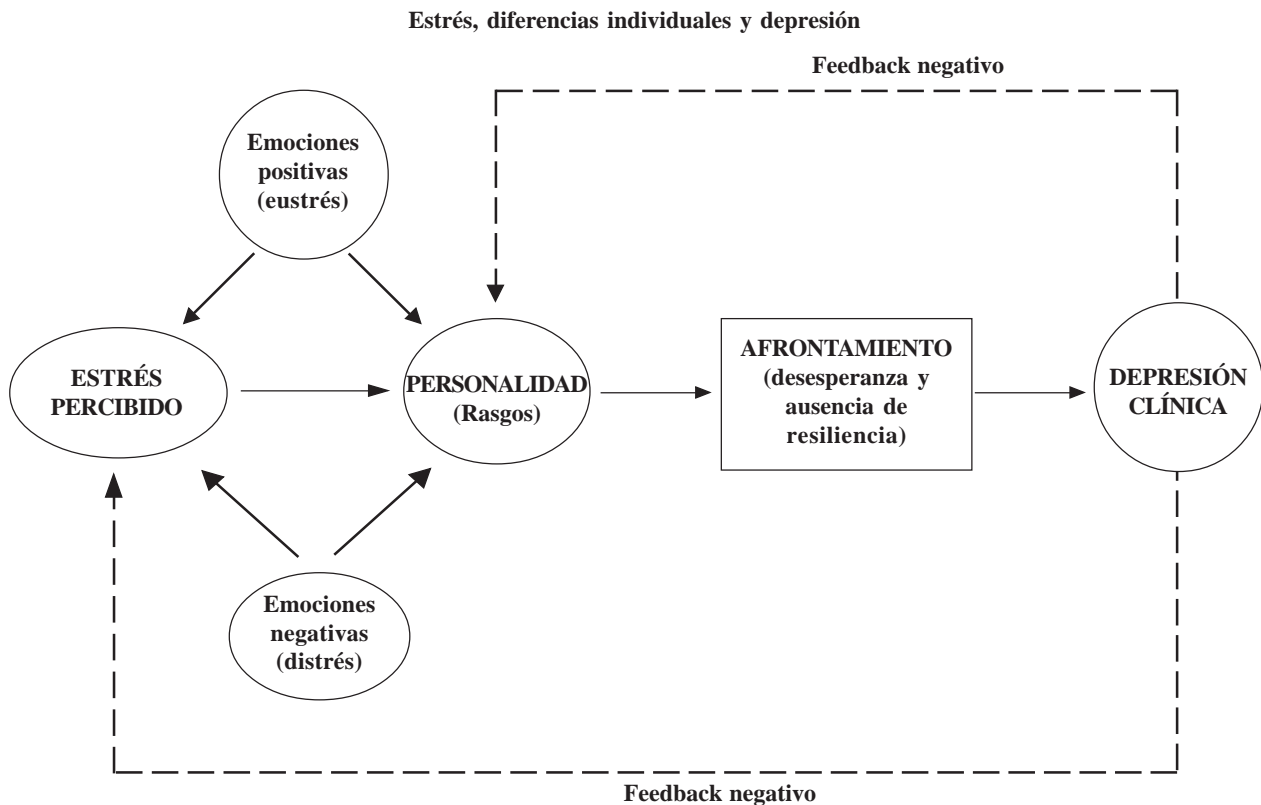 Estrés, diferencias individuales y depresión
Feedback negativo
Emociones
positivas
(eustrés)
ESTRÉS
PERCIBIDO
PERSONALIDAD
(Rasgos)
AFRONTAMIENTO
(desesperanza y
ausencia de
resiliencia)
DEPRESIÓN
CLÍNICA
Emociones
negativas
(distrés)
Feedback negativo